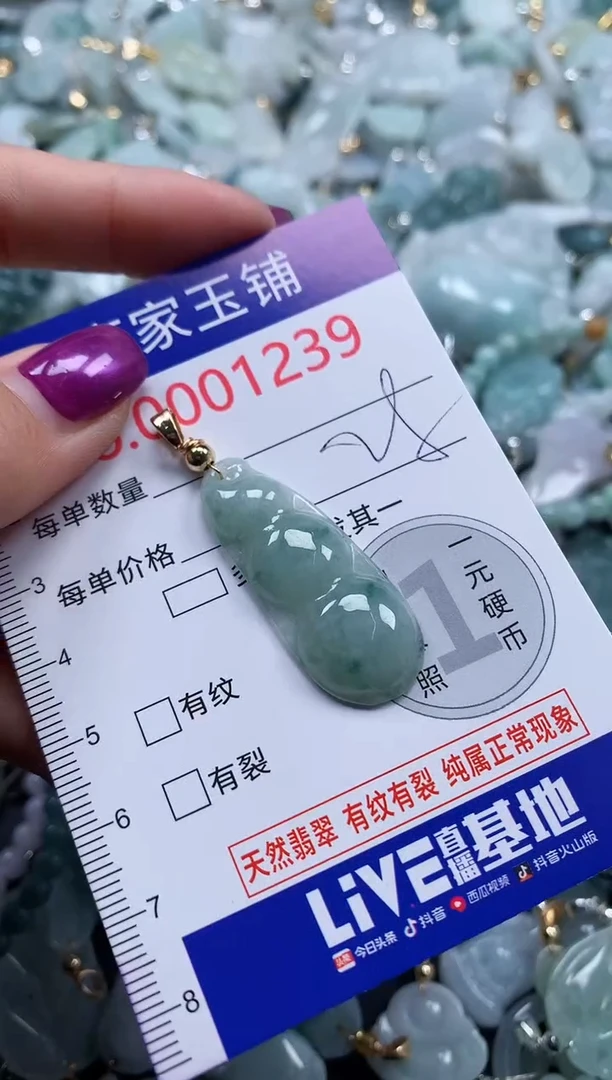 家玉铺
.0001239
每单数量
其一
每单价格
一元硬币
1
照
有纹
有裂
天然翡翠 有纹有裂 纯属正常现象
LiVE直播基地
头条 今日头条 抖音 西瓜视频 抖音火山版
3
4
5
6
7
8